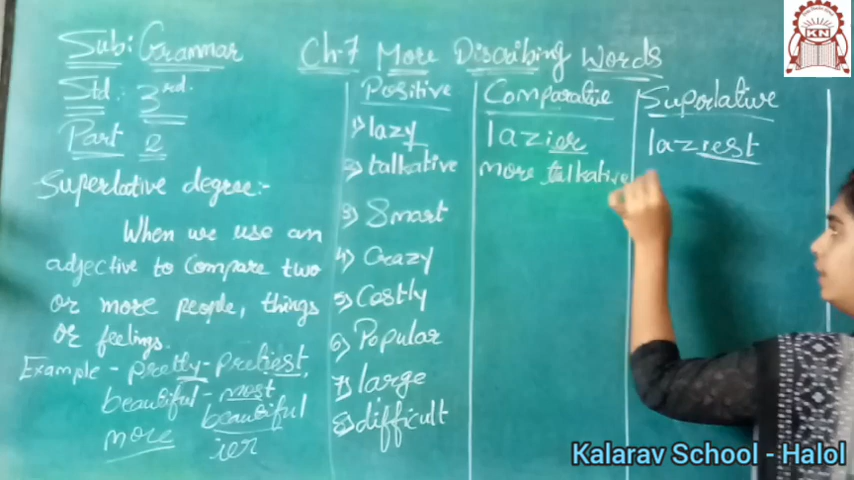 Sub: Grammar
Ch-7 More Discribing Words
Std: 3rd.
Part 2
Superlative degree:-
When we use an
adjective to Compare two
or more people, things
or feelings.
Example - pretty - prettiest,
beautiful - most
beautiful
more ier
Positive
1) lazy
2) talkative
3) Smart
4) Crazy
5) Costly
6) Popular
7) large
8) difficult
Comparative
lazier
more talkative
Superlative
laziest
KN
Kalarav School - Halol